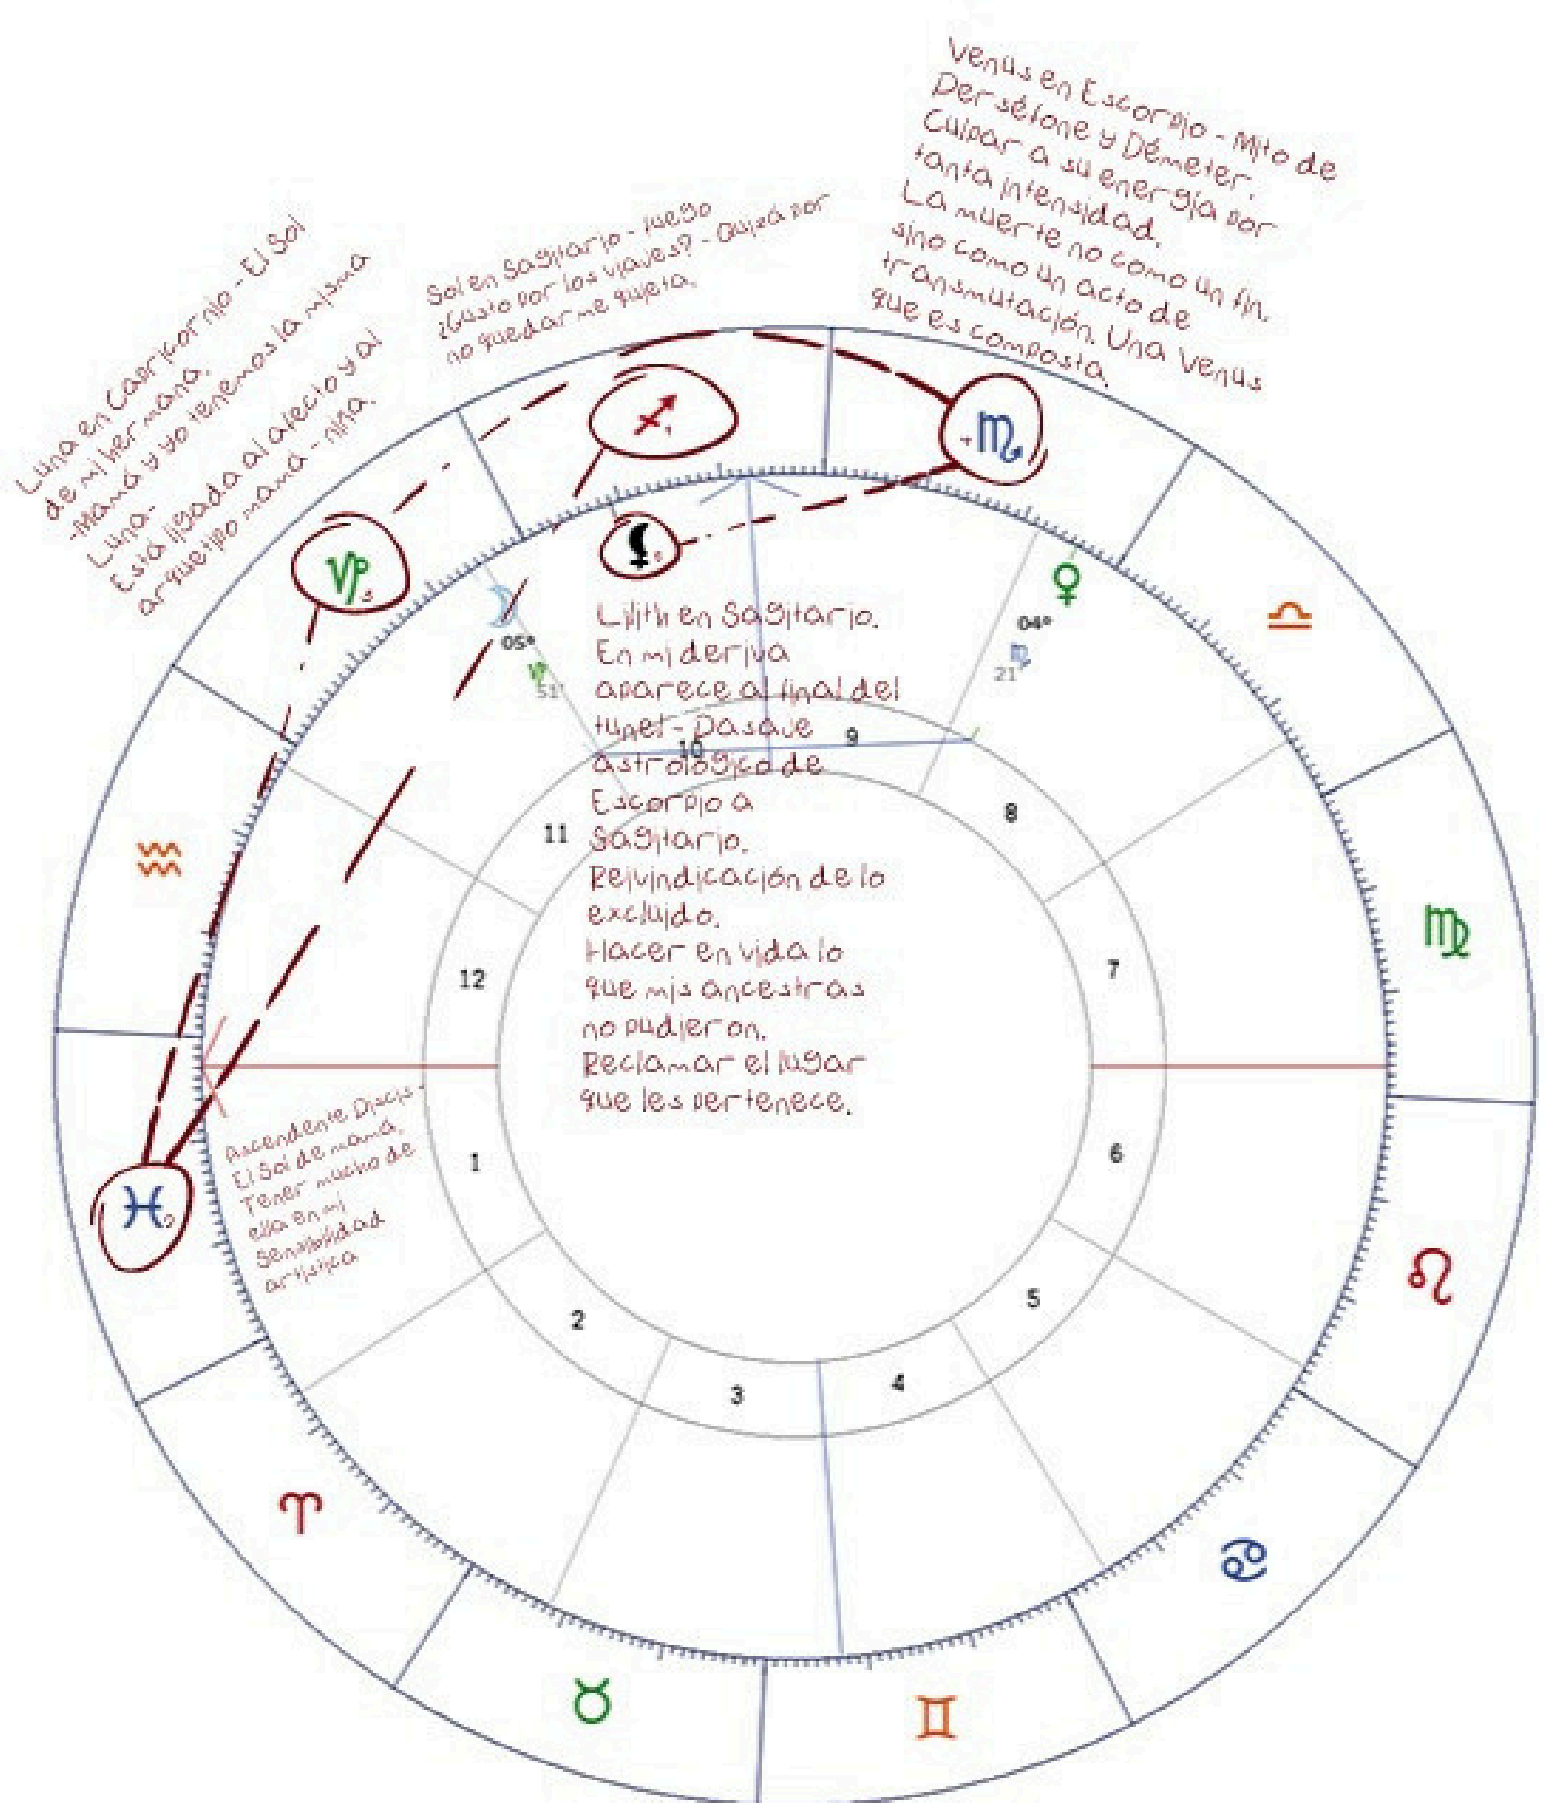 Venus en Escorpio - Mito de
Perséfone y Démeter.
Culpar a su energía por
tanta intensidad.
La muerte no como un fin,
sino como un acto de
transmutación. Una Venus
que es composta.
Sol en Sagitario - fuego
¿Gusto por los viajes? - Quizá por
no quedarme quieta.
Luna en Capricornio - El Sol
de mi hermana.
-Mamá y yo tenemos la misma
Luna.
Está ligada al afecto y al
arquetipo mamá - niña.
05°
51'
04°
21'
Lilith en Sagitario.
En mi deriva
aparece al final del
tunel - Pasaje
astrológico de
Escorpio a
Sagitario.
Reivindicación de lo
excluido.
Hacer en vida lo
que mis ancestras
no pudieron.
Reclamar el lugar
que les pertenece.
Ascendente Piscis -
El Sol de mamá.
Tener mucho de
ella en mi
sensibilidad
artística
10
9
11
8
12
7
1
6
2
5
3
4